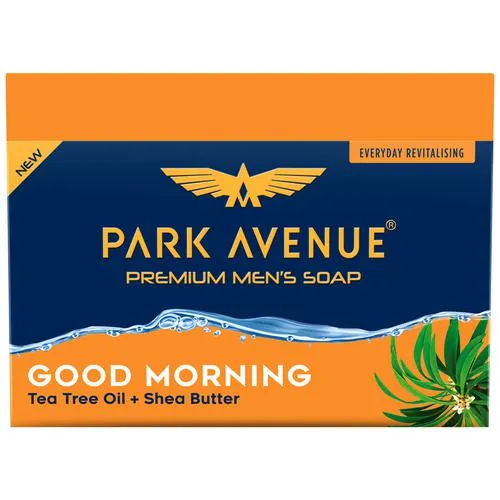 NEW
EVERYDAY REVITALISING
PARK AVENUE®
PREMIUM MEN'S SOAP
GOOD MORNING
Tea Tree Oil + Shea Butter